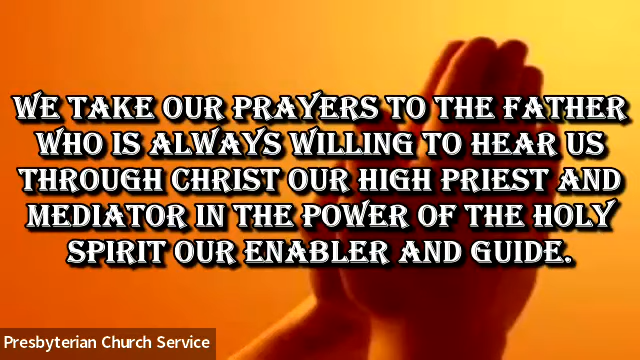 WE TAKE OUR PRAYERS TO THE FATHER
WHO IS ALWAYS WILLING TO HEAR US
THROUGH CHRIST OUR HIGH PRIEST AND
MEDIATOR IN THE POWER OF THE HOLY
SPIRIT OUR ENABLER AND GUIDE.
Presbyterian Church Service